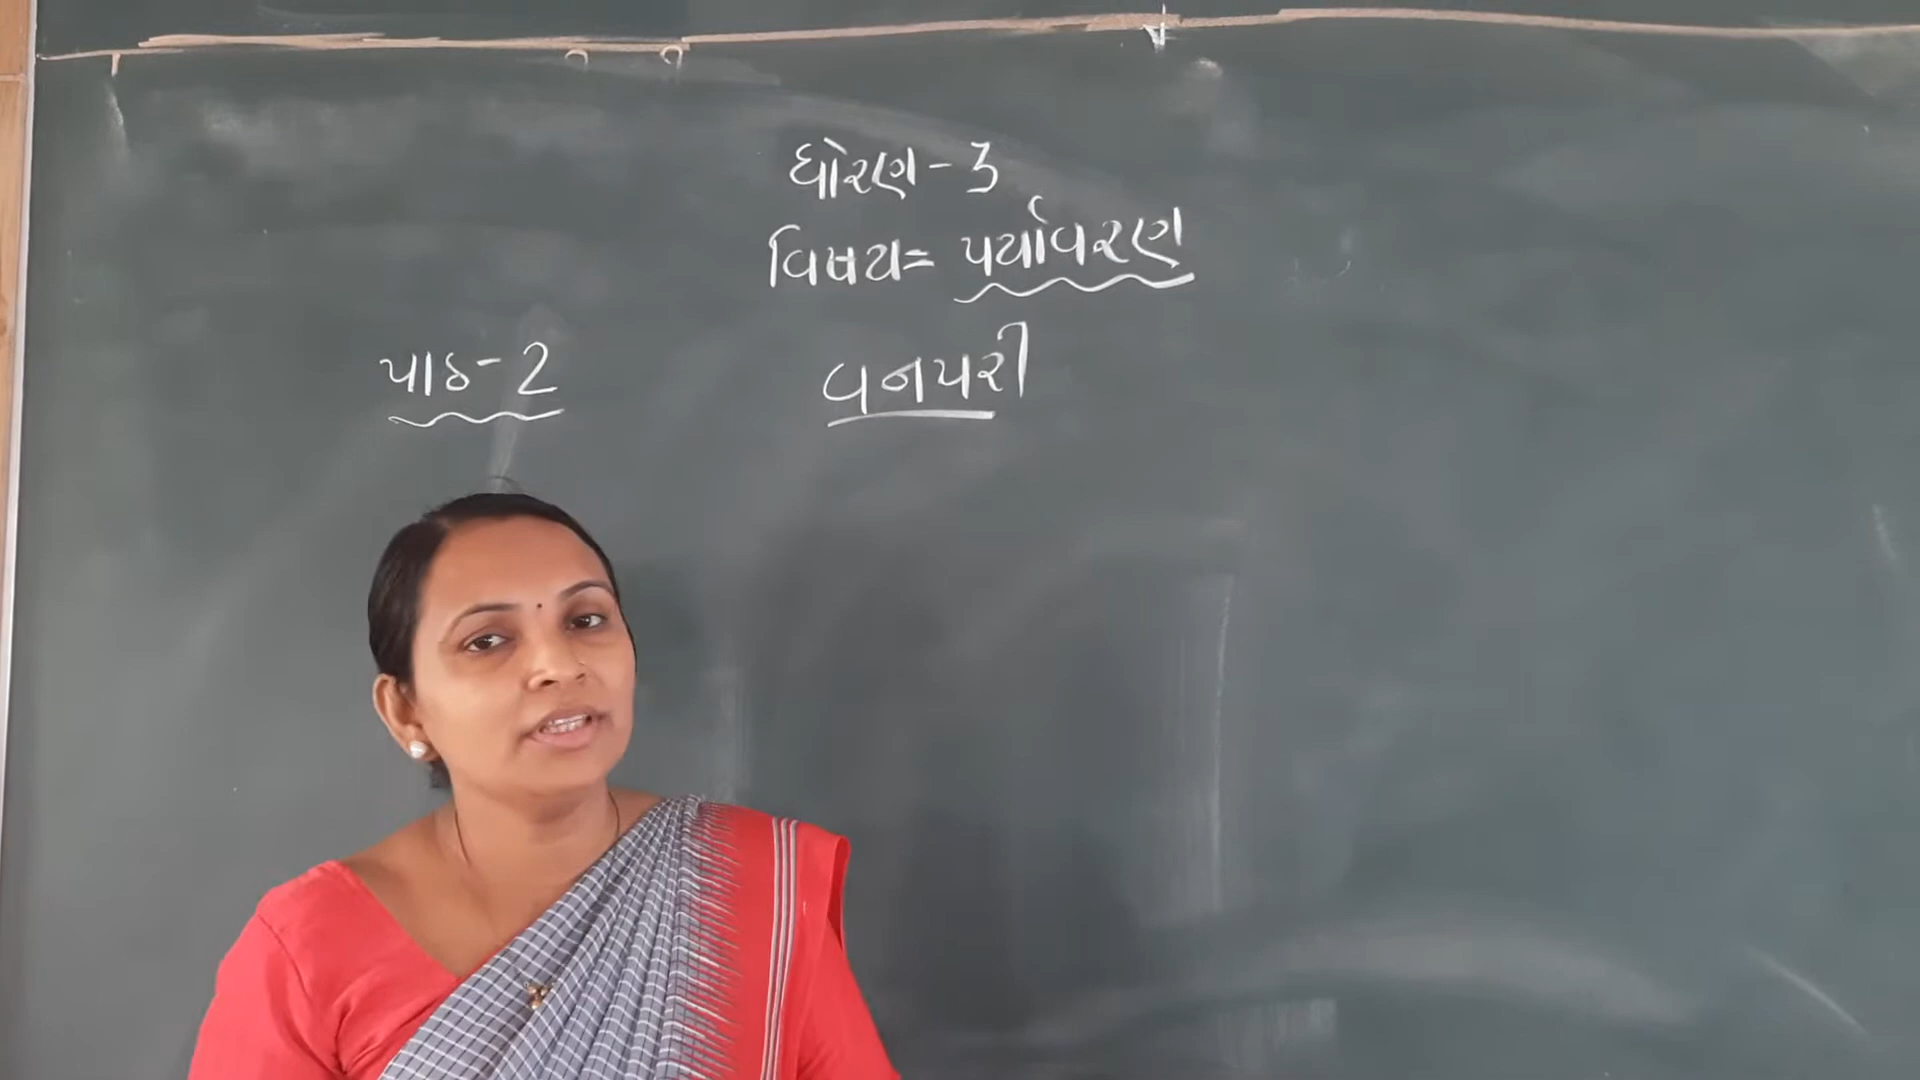 ધોરણ - 3
વિષય= પર્યાવરણ
પાઠ - 2 વનપરી